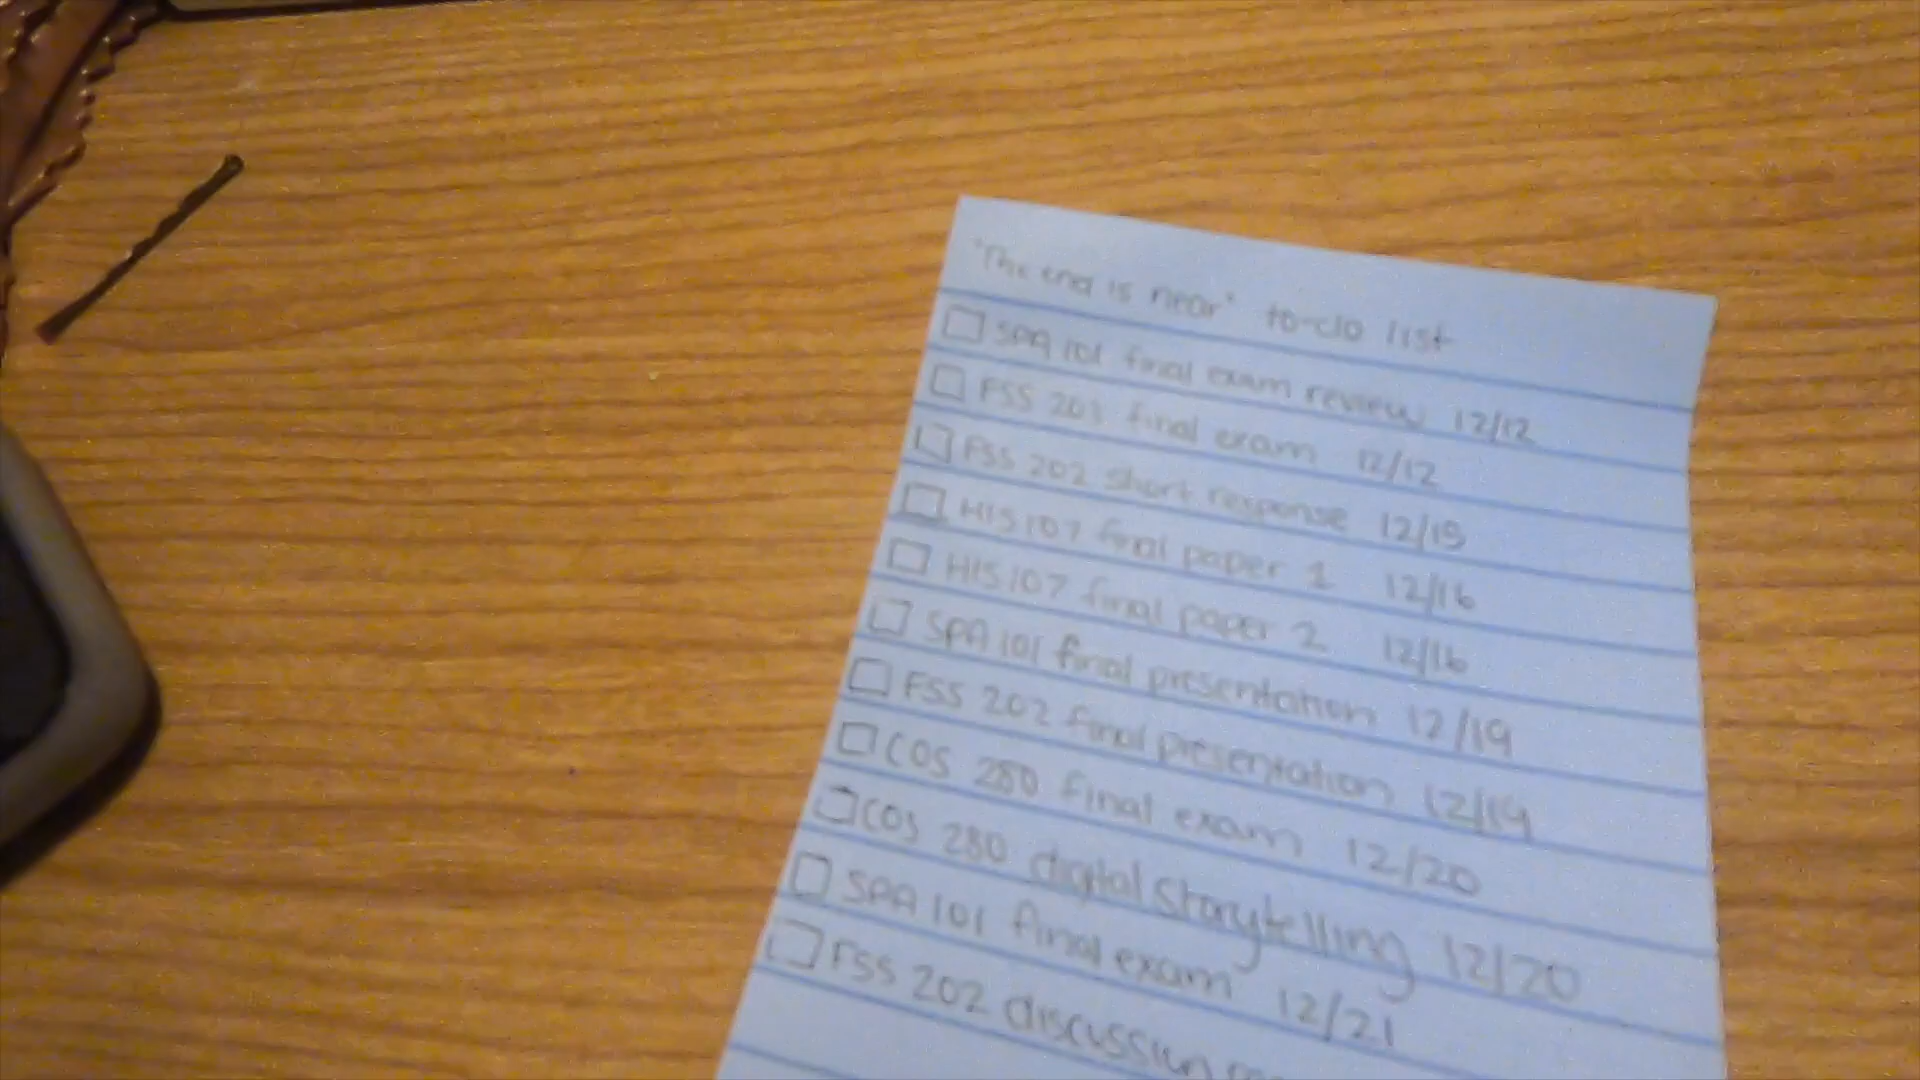 "The end is near" to-do list
SPA 101 final exam review 12/12
FSS 203 final exam 12/12
FSS 202 short response 12/15
HIS 107 final paper 1 12/16
HIS 107 final paper 2 12/16
SPA 101 final presentation 12/19
FSS 202 final presentation 12/19
COS 280 final exam 12/20
COS 280 digital storytelling 12/20
SPA 101 final exam 12/21
FSS 202 discussion